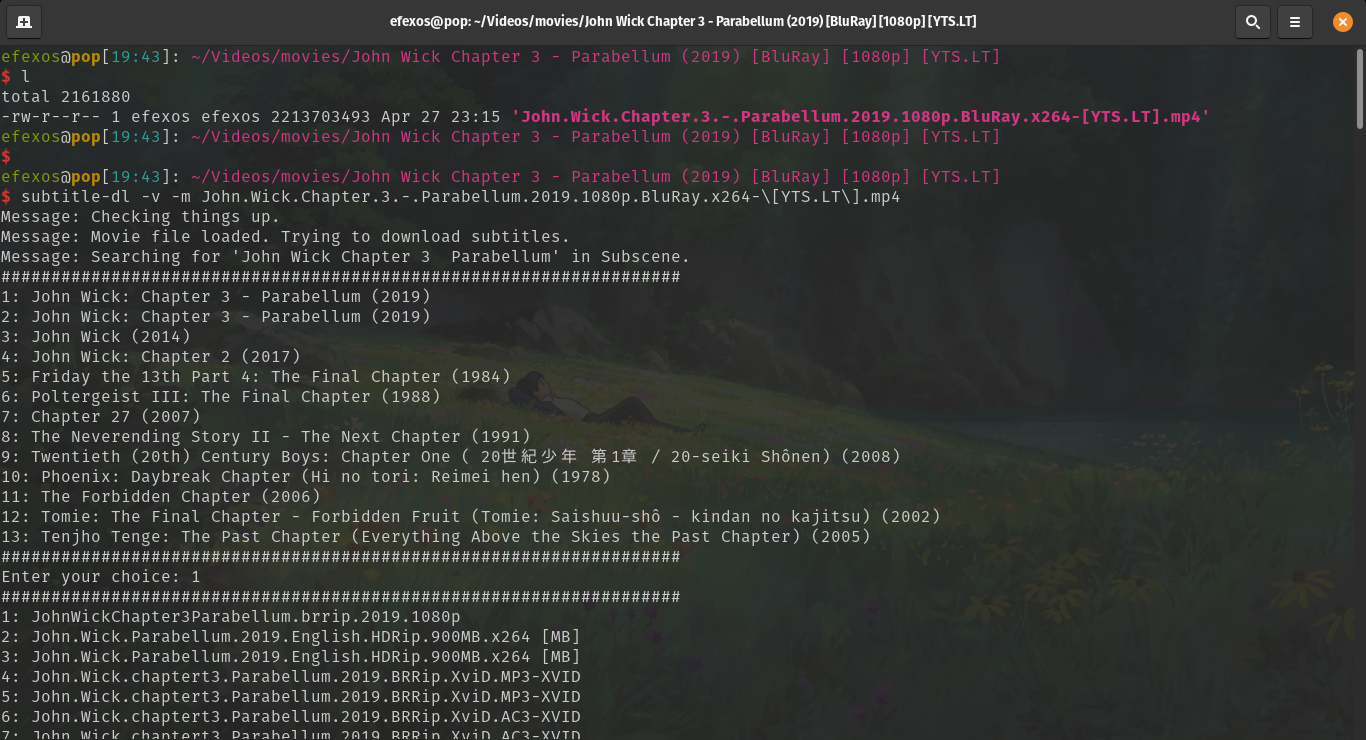 efexos@pop: ~/Videos/movies/John Wick Chapter 3 - Parabellum (2019) [BluRay] [1080p] [YTS.LT]
efexos@pop[19:43]: ~/Videos/movies/John Wick Chapter 3 - Parabellum (2019) [BluRay] [1080p] [YTS.LT]
$ l
total 2161880
-rw-r--r-- 1 efexos efexos 2213703493 Apr 27 23:15 'John.Wick.Chapter.3.-.Parabellum.2019.1080p.BluRay.x264-[YTS.LT].mp4'
efexos@pop[19:43]: ~/Videos/movies/John Wick Chapter 3 - Parabellum (2019) [BluRay] [1080p] [YTS.LT]
$
efexos@pop[19:43]: ~/Videos/movies/John Wick Chapter 3 - Parabellum (2019) [BluRay] [1080p] [YTS.LT]
$ subtitle-dl -v -m John.Wick.Chapter.3.-.Parabellum.2019.1080p.BluRay.x264-\[YTS.LT\].mp4
Message: Checking things up.
Message: Movie file loaded. Trying to download subtitles.
Message: Searching for 'John Wick Chapter 3  Parabellum' in Subscene.
####################################################################
1: John Wick: Chapter 3 - Parabellum (2019)
2: John Wick: Chapter 3 - Parabellum (2019)
3: John Wick (2014)
4: John Wick: Chapter 2 (2017)
5: Friday the 13th Part 4: The Final Chapter (1984)
6: Poltergeist III: The Final Chapter (1988)
7: Chapter 27 (2007)
8: The Neverending Story II - The Next Chapter (1991)
9: Twentieth (20th) Century Boys: Chapter One ( 20世紀少年 第1章 / 20-seiki Shônen) (2008)
10: Phoenix: Daybreak Chapter (Hi no tori: Reimei hen) (1978)
11: The Forbidden Chapter (2006)
12: Tomie: The Final Chapter - Forbidden Fruit (Tomie: Saishuu-shô - kindan no kajitsu) (2002)
13: Tenjho Tenge: The Past Chapter (Everything Above the Skies the Past Chapter) (2005)
####################################################################
Enter your choice: 1
####################################################################
1: JohnWickChapter3Parabellum.brrip.2019.1080p
2: John.Wick.Parabellum.2019.English.HDRip.900MB.x264 [MB]
3: John.Wick.Parabellum.2019.English.HDRip.900MB.x264 [MB]
4: John.Wick.chaptert3.Parabellum.2019.BRRip.XviD.MP3-XVID
5: John.Wick.chaptert3.Parabellum.2019.BRRip.XviD.MP3-XVID
6: John.Wick.chaptert3.Parabellum.2019.BRRip.XviD.AC3-XVID
7: John.Wick.chaptert3.Parabellum.2019.BRRip.XviD.AC3-XVID